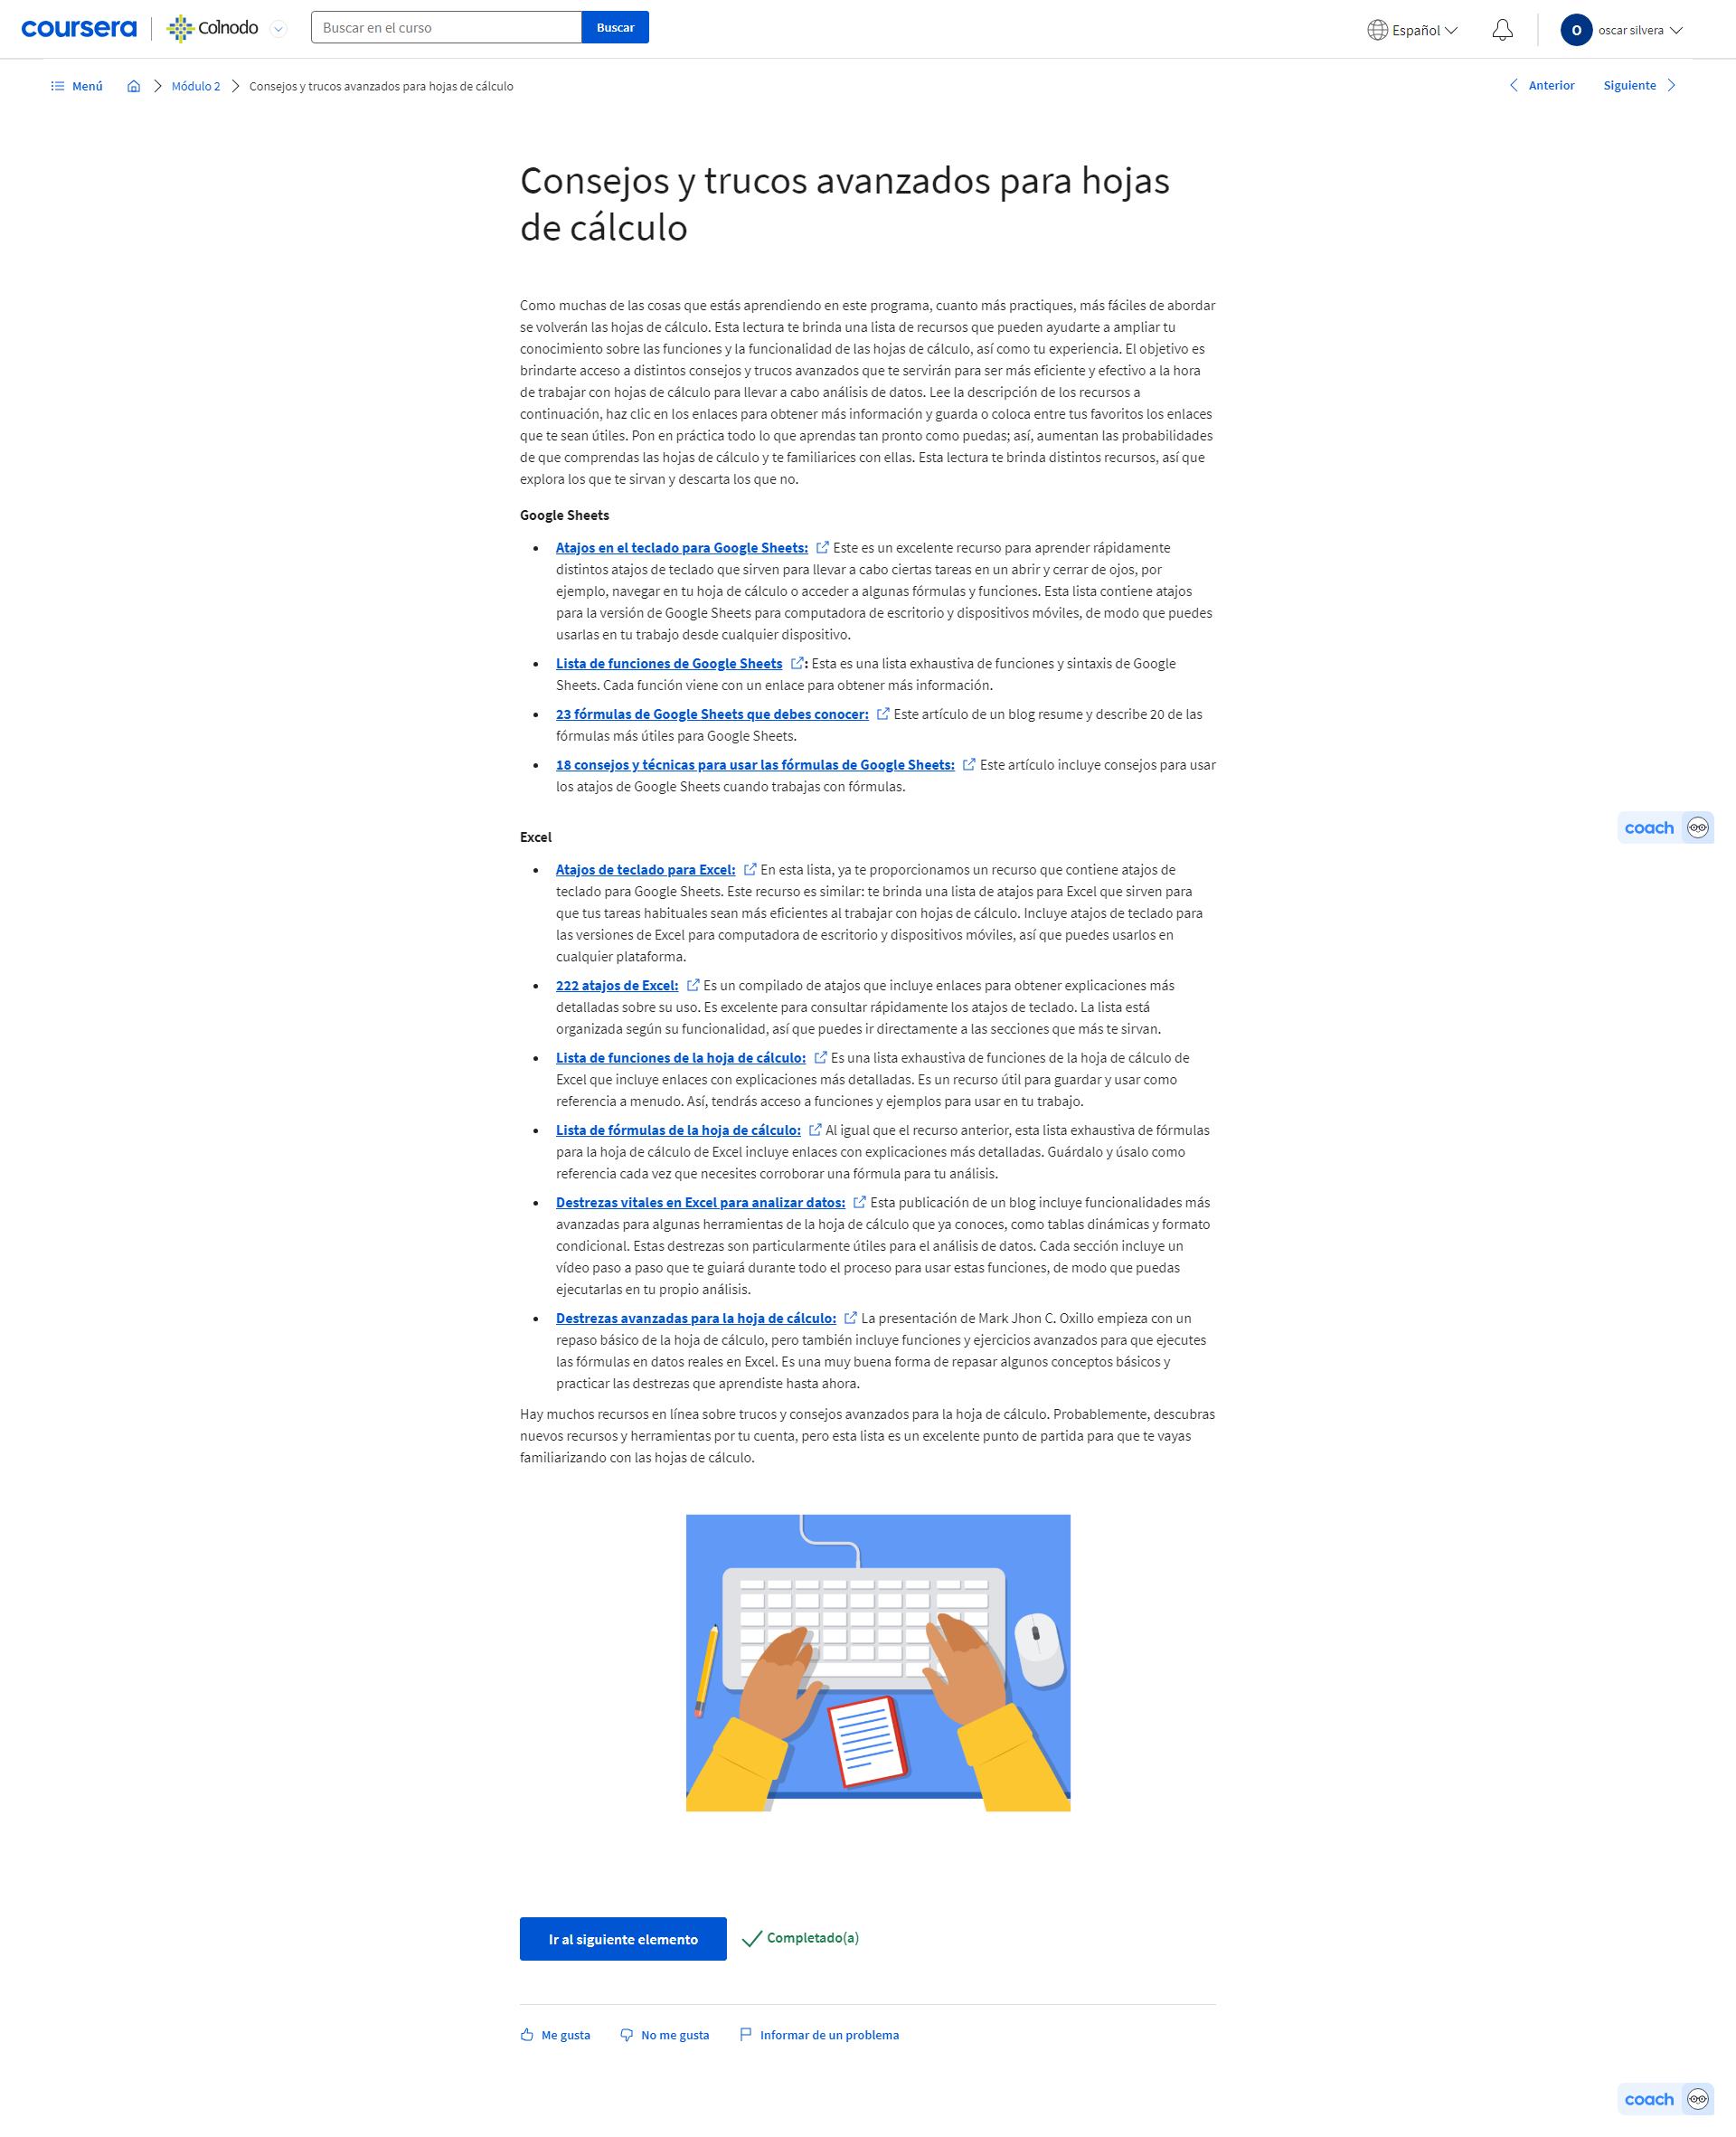 coursera Colnodo Buscar en el curso Buscar Español O oscar silvera
Menú Módulo 2 Consejos y trucos avanzados para hojas de cálculo Anterior Siguiente
Consejos y trucos avanzados para hojas
de cálculo
Como muchas de las cosas que estás aprendiendo en este programa, cuanto más practiques, más fáciles de abordar
se volverán las hojas de cálculo. Esta lectura te brinda una lista de recursos que pueden ayudarte a ampliar tu
conocimiento sobre las funciones y la funcionalidad de las hojas de cálculo, así como tu experiencia. El objetivo es
brindarte acceso a distintos consejos y trucos avanzados que te servirán para ser más eficiente y efectivo a la hora
de trabajar con hojas de cálculo para llevar a cabo análisis de datos. Lee la descripción de los recursos a
continuación, haz clic en los enlaces para obtener más información y guarda o coloca entre tus favoritos los enlaces
que te sean útiles. Pon en práctica todo lo que aprendas tan pronto como puedas; así, aumentan las probabilidades
de que comprendas las hojas de cálculo y te familiarices con ellas. Esta lectura te brinda distintos recursos, así que
explora los que te sirvan y descarta los que no.
Google Sheets
• Atajos en el teclado para Google Sheets: Este es un excelente recurso para aprender rápidamente
distintos atajos de teclado que sirven para llevar a cabo ciertas tareas en un abrir y cerrar de ojos, por
ejemplo, navegar en tu hoja de cálculo o acceder a algunas fórmulas y funciones. Esta lista contiene atajos
para la versión de Google Sheets para computadora de escritorio y dispositivos móviles, de modo que puedes
usarlas en tu trabajo desde cualquier dispositivo.
• Lista de funciones de Google Sheets : Esta es una lista exhaustiva de funciones y sintaxis de Google
Sheets. Cada función viene con un enlace para obtener más información.
• 23 fórmulas de Google Sheets que debes conocer: Este artículo de un blog resume y describe 20 de las
fórmulas más útiles para Google Sheets.
• 18 consejos y técnicas para usar las fórmulas de Google Sheets: Este artículo incluye consejos para usar
los atajos de Google Sheets cuando trabajas con fórmulas.
coach
Excel
• Atajos de teclado para Excel: En esta lista, ya te proporcionamos un recurso que contiene atajos de
teclado para Google Sheets. Este recurso es similar: te brinda una lista de atajos para Excel que sirven para
que tus tareas habituales sean más eficientes al trabajar con hojas de cálculo. Incluye atajos de teclado para
las versiones de Excel para computadora de escritorio y dispositivos móviles, así que puedes usarlos en
cualquier plataforma.
• 222 atajos de Excel: Es un compilado de atajos que incluye enlaces para obtener explicaciones más
detalladas sobre su uso. Es excelente para consultar rápidamente los atajos de teclado. La lista está
organizada según su funcionalidad, así que puedes ir directamente a las secciones que más te sirvan.
• Lista de funciones de la hoja de cálculo: Es una lista exhaustiva de funciones de la hoja de cálculo de
Excel que incluye enlaces con explicaciones más detalladas. Es un recurso útil para guardar y usar como
referencia a menudo. Así, tendrás acceso a funciones y ejemplos para usar en tu trabajo.
• Lista de fórmulas de la hoja de cálculo: Al igual que el recurso anterior, esta lista exhaustiva de fórmulas
para la hoja de cálculo de Excel incluye enlaces con explicaciones más detalladas. Guárdalo y úsalo como
referencia cada vez que necesites corroborar una fórmula para tu análisis.
• Destrezas vitales en Excel para analizar datos: Esta publicación de un blog incluye funcionalidades más
avanzadas para algunas herramientas de la hoja de cálculo que ya conoces, como tablas dinámicas y formato
condicional. Estas destrezas son particularmente útiles para el análisis de datos. Cada sección incluye un
vídeo paso a paso que te guiará durante todo el proceso para usar estas funciones, de modo que puedas
ejecutarlas en tu propio análisis.
• Destrezas avanzadas para la hoja de cálculo: La presentación de Mark Jhon C. Oxillo empieza con un
repaso básico de la hoja de cálculo, pero también incluye funciones y ejercicios avanzados para que ejecutes
las fórmulas en datos reales en Excel. Es una muy buena forma de repasar algunos conceptos básicos y
practicar las destrezas que aprendiste hasta ahora.
Hay muchos recursos en línea sobre trucos y consejos avanzados para la hoja de cálculo. Probablemente, descubras
nuevos recursos y herramientas por tu cuenta, pero esta lista es un excelente punto de partida para que te vayas
familiarizando con las hojas de cálculo.
Ir al siguiente elemento Completado(a)
Me gusta No me gusta Informar de un problema
coach